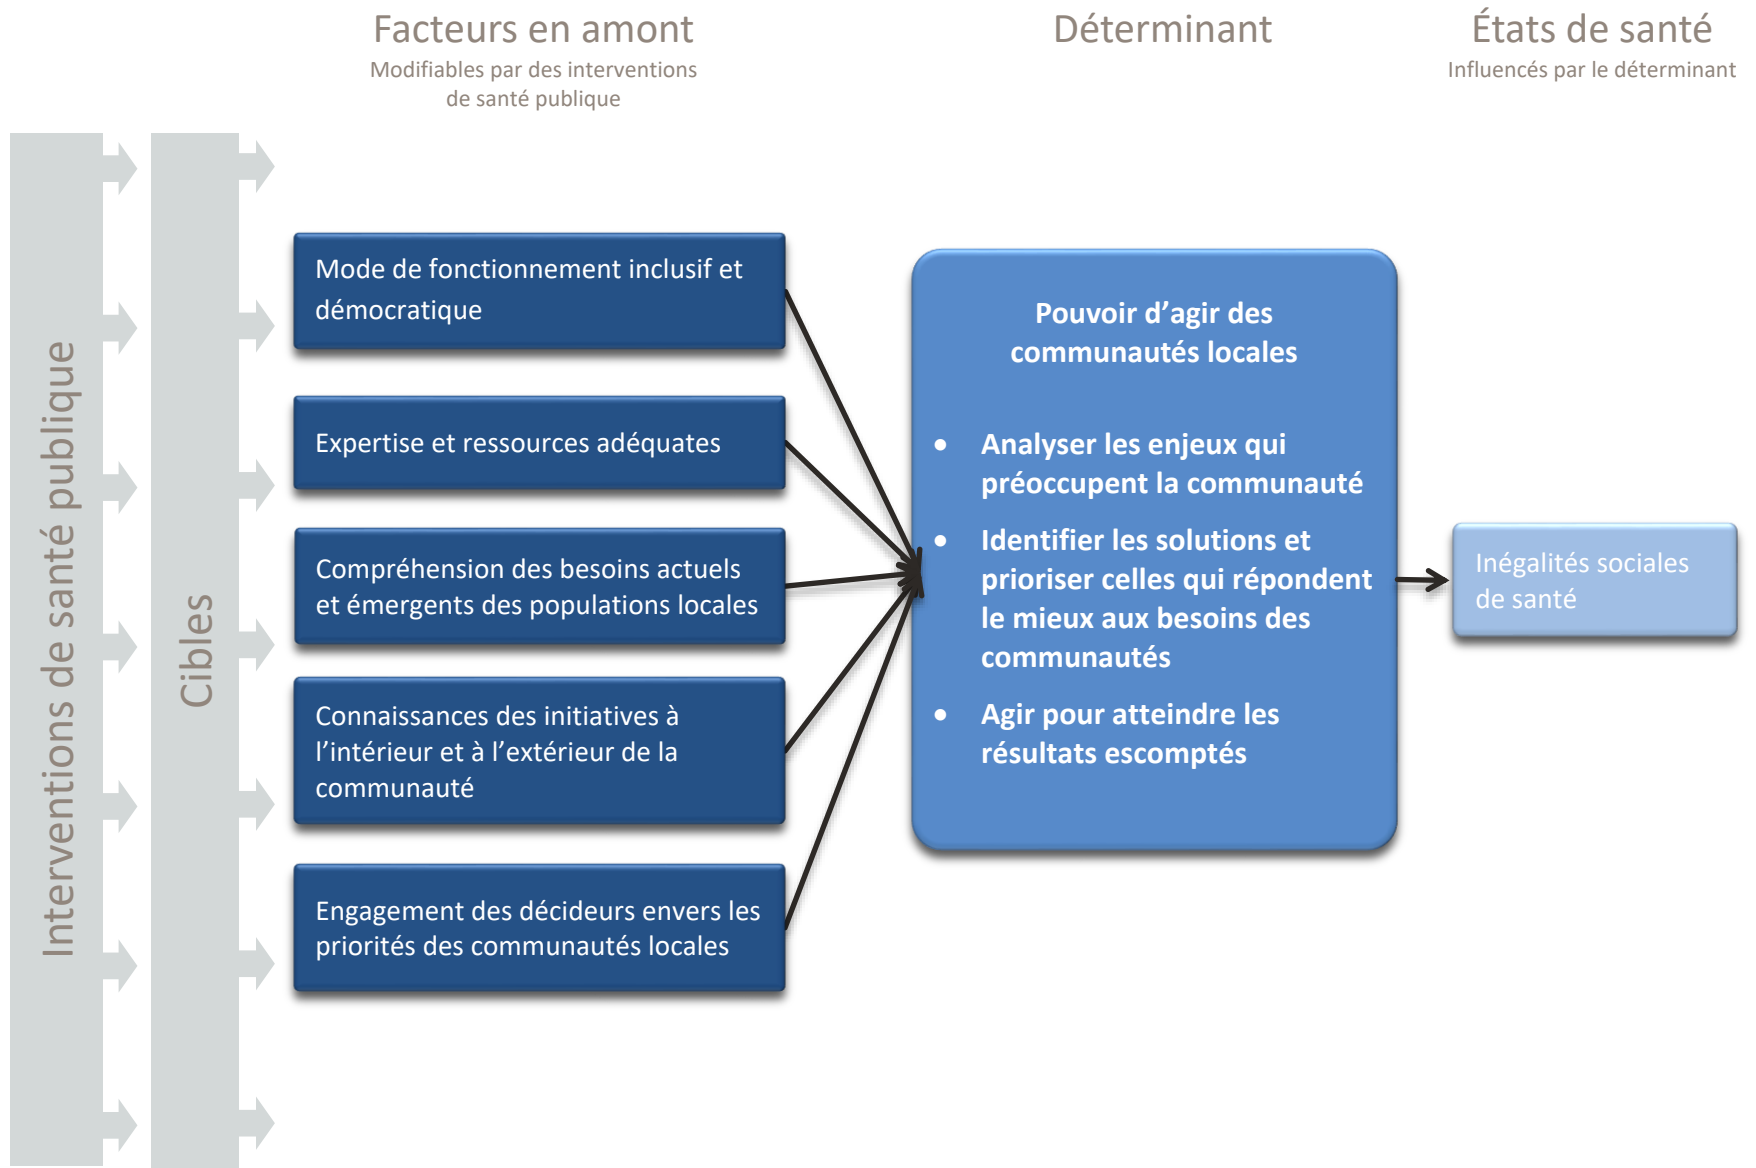 Facteurs en amont
Modifiables par des interventions
de santé publique
Déterminant
États de santé
Influencés par le déterminant
Interventions de santé publique
Cibles
Mode de fonctionnement inclusif et
démocratique
Expertise et ressources adéquates
Compréhension des besoins actuels
et émergents des populations locales
Connaissances des initiatives à
l’intérieur et à l’extérieur de la
communauté
Engagement des décideurs envers les
priorités des communautés locales
Pouvoir d’agir des
communautés locales
• Analyser les enjeux qui
préoccupent la communauté
• Identifier les solutions et
prioriser celles qui répondent
le mieux aux besoins des
communautés
• Agir pour atteindre les
résultats escomptés
Inégalités sociales
de santé